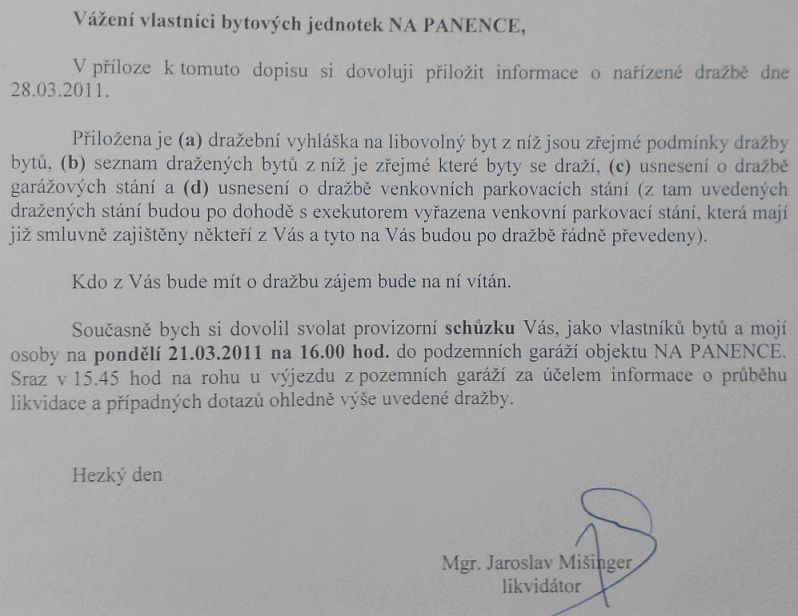 Vážení vlastníci bytových jednotek NA PANENCE,
V příloze k tomuto dopisu si dovoluji přiložit informace o nařízené dražbě dne
28.03.2011.
Přiložena je (a) dražební vyhláška na libovolný byt z níž jsou zřejmé podmínky dražby
bytů, (b) seznam dražených bytů z níž je zřejmé které byty se draží, (c) usnesení o dražbě
garážových stání a (d) usnesení o dražbě venkovních parkovacích stání (z tam uvedených
dražených stání budou po dohodě s exekutorem vyřazena venkovní parkovací stání, která mají
již smluvně zajištěny někteří z Vás a tyto na Vás budou po dražbě řádně převedeny).
Kdo z Vás bude mít o dražbu zájem bude na ní vítán.
Současně bych si dovolil svolat provizorní schůzku Vás, jako vlastníků bytů a mojí
osoby na pondělí 21.03.2011 na 16.00 hod. do podzemních garáží objektu NA PANENCE.
Sraz v 15.45 hod na rohu u výjezdu z pozemních garáží za účelem informace o průběhu
likvidace a případných dotazů ohledně výše uvedené dražby.
Hezký den
Mgr. Jaroslav Mišinger
likvidátor